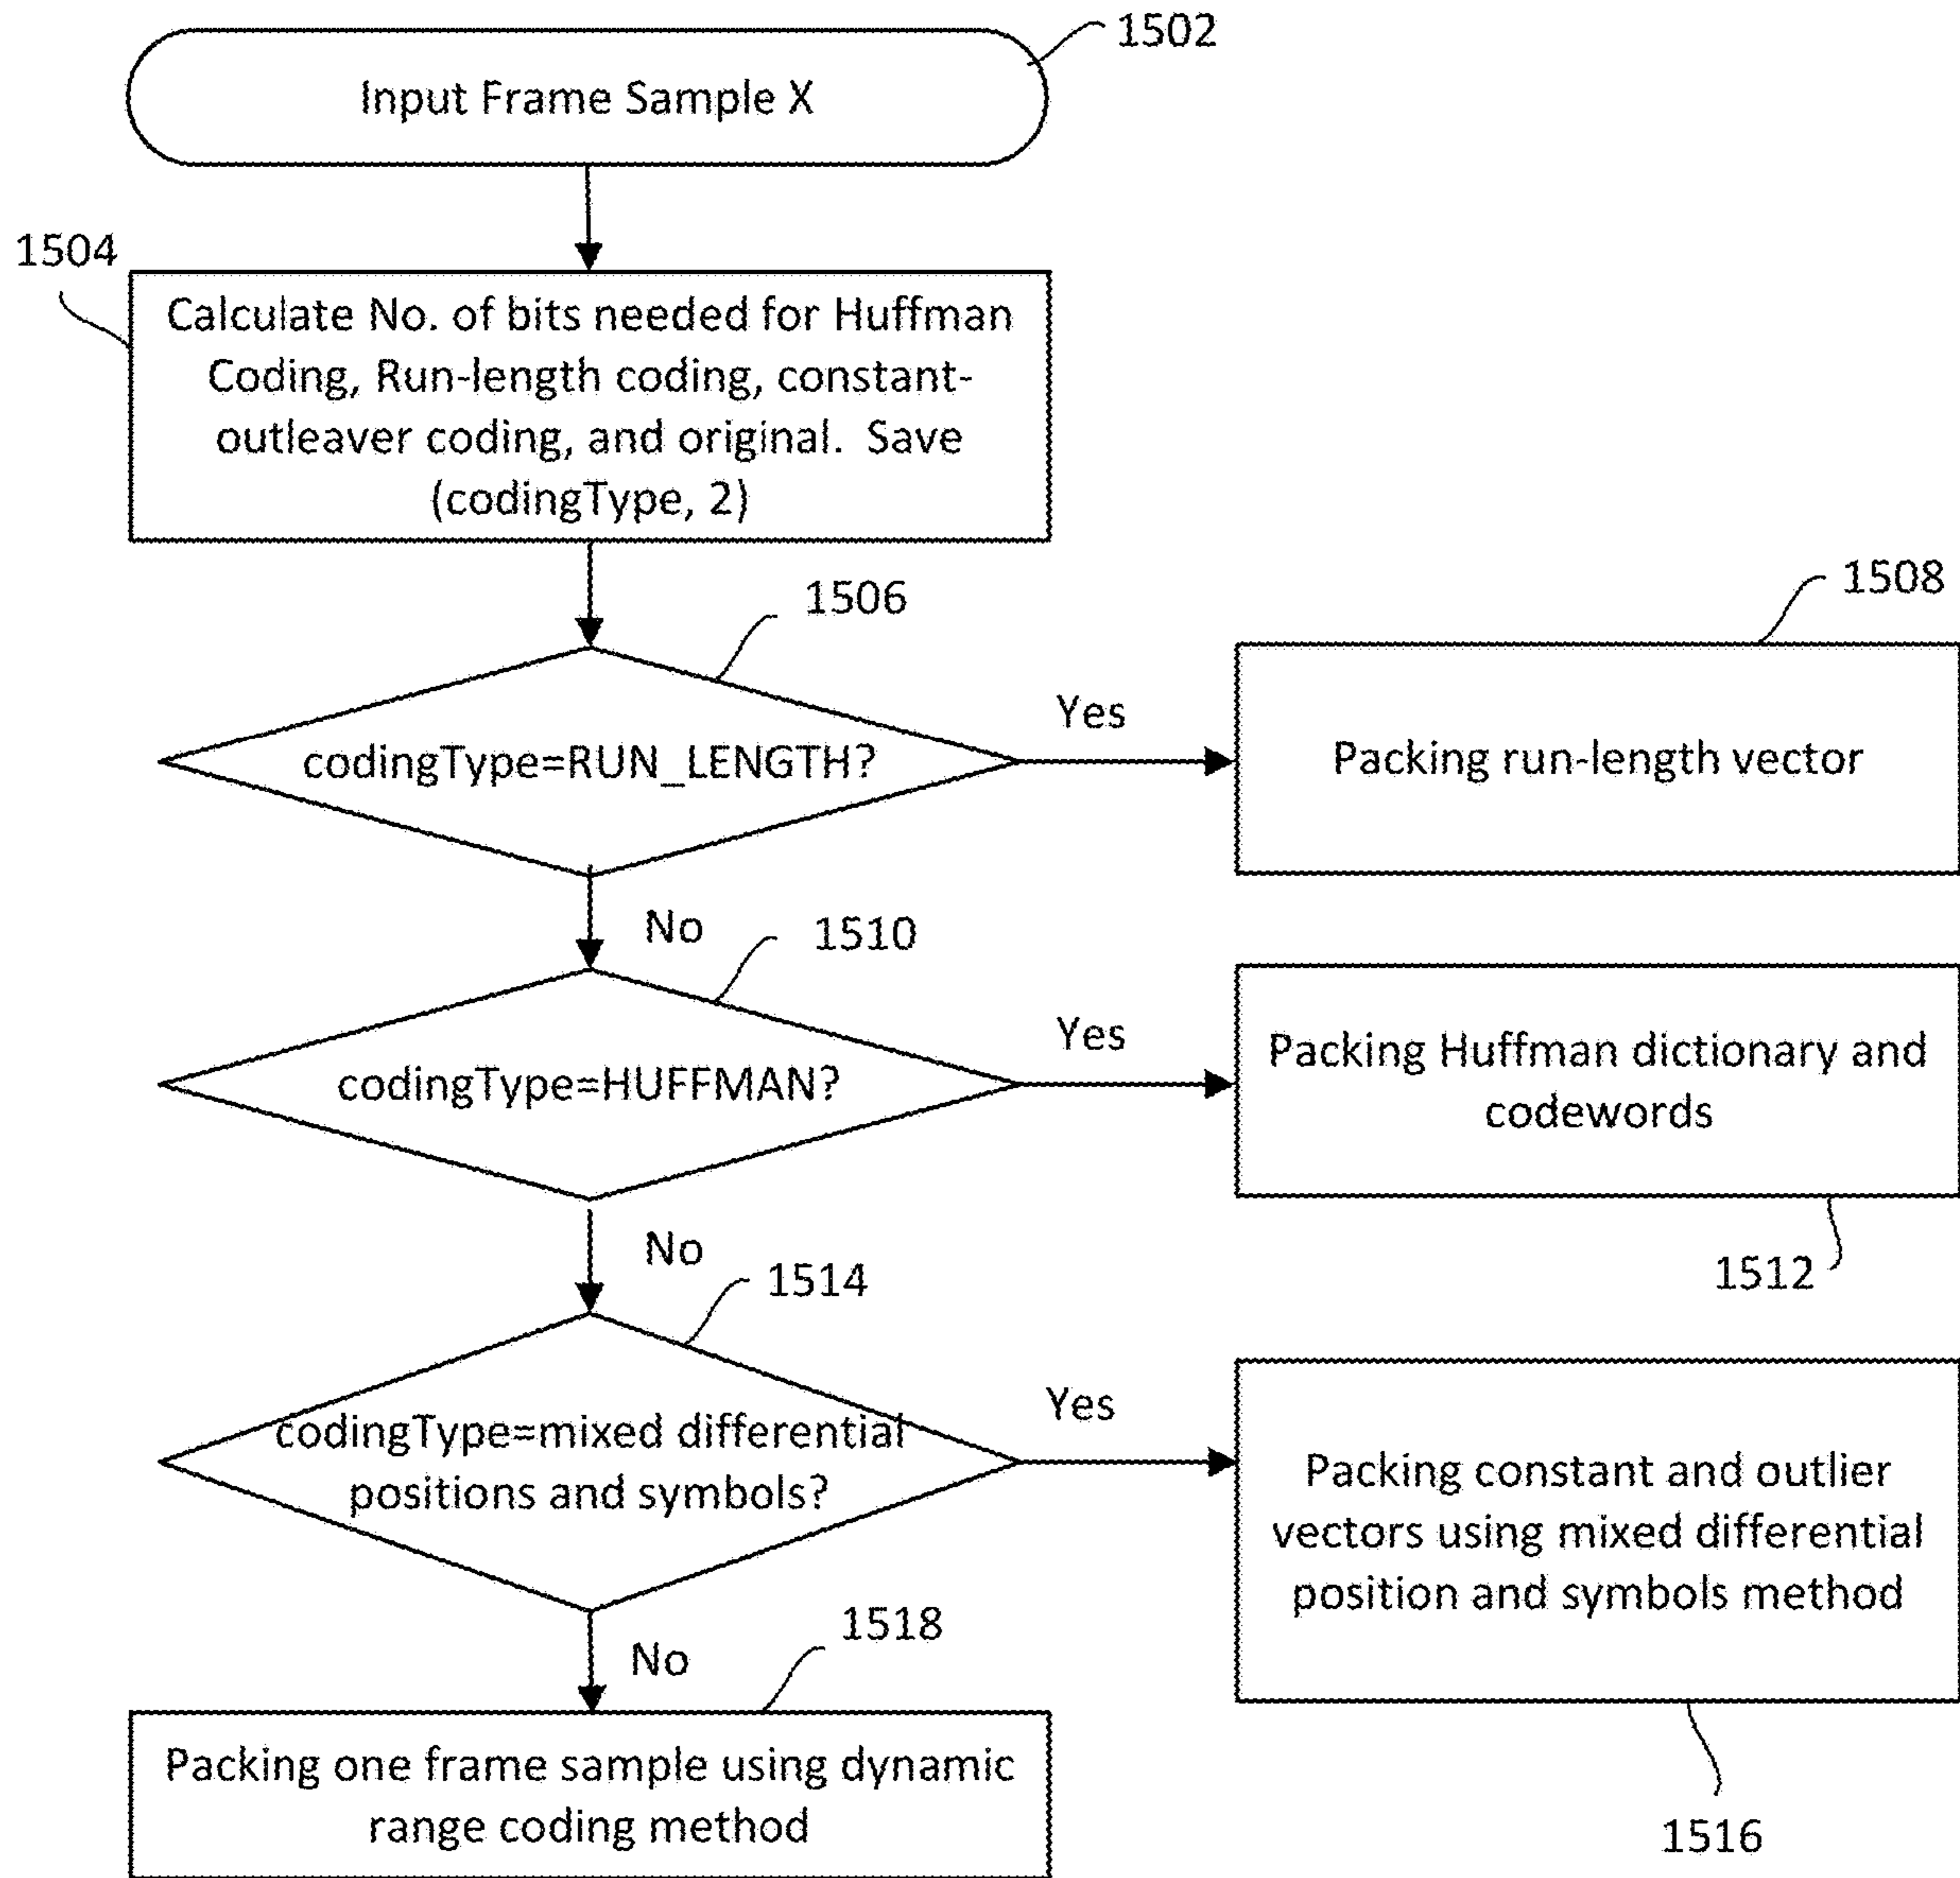 1502
Input Frame Sample X
1504
Calculate No. of bits needed for Huffman
Coding, Run-length coding, constant-
outleaver coding, and original. Save
(codingType, 2)
1506
1508
codingType=RUN_LENGTH?
Yes
Packing run-length vector
No
1510
codingType=HUFFMAN?
Yes
Packing Huffman dictionary and
codewords
No
1512
1514
codingType=mixed differential
positions and symbols?
Yes
Packing constant and outlier
vectors using mixed differential
position and symbols method
No
1518
1516
Packing one frame sample using dynamic
range coding method